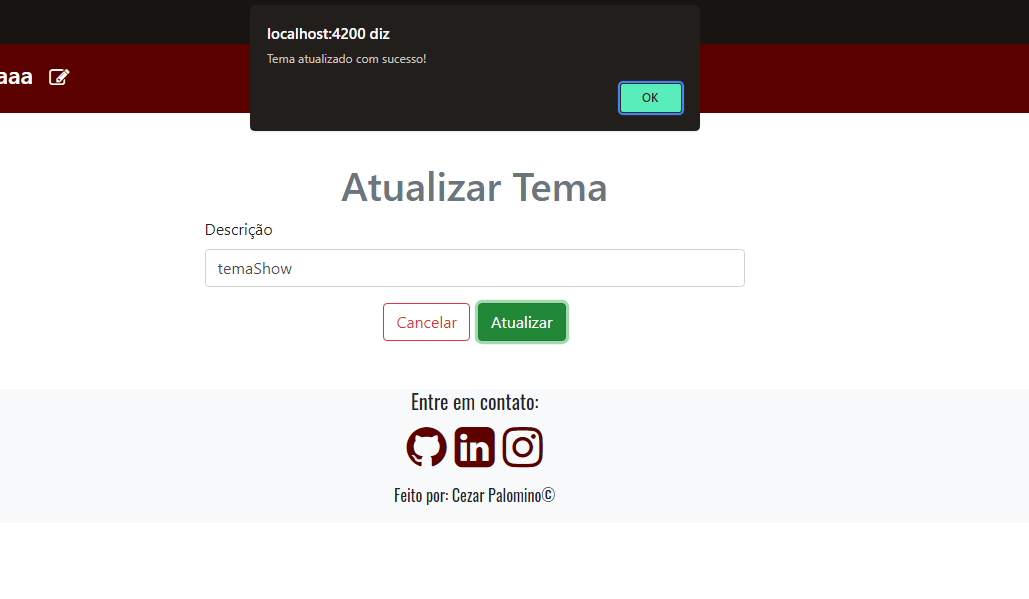 localhost:4200 diz
Tema atualizado com sucesso!
OK
aaa
Atualizar Tema
Descrição
temaShow
Cancelar
Atualizar
Entre em contato:
in
Feito por: Cezar Palomino©